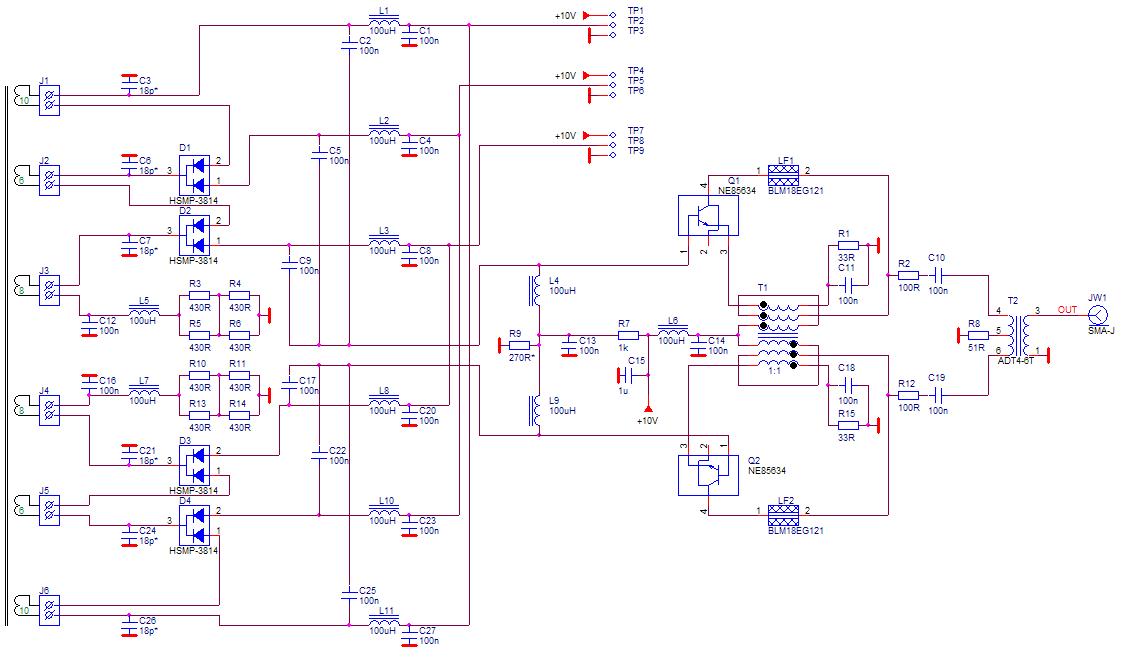 L1
100uH
C1
100n
C2
100n
+10V
TP1
TP2
TP3
J1
10
C3
18p*
+10V
TP4
TP5
TP6
L2
100uH
C4
100n
C5
100n
+10V
TP7
TP8
TP9
J2
6
C6
18p*
D1
3
2
1
HSMP-3814
D2
3
2
1
HSMP-3814
C7
18p*
L3
100uH
C8
100n
C9
100n
J3
8
C12
100n
L5
100uH
R3
430R
R4
430R
R5
430R
R6
430R
R10
430R
R11
430R
R13
430R
R14
430R
C16
100n
L7
100uH
J4
8
C17
100n
L8
100uH
C20
100n
C21
18p*
D3
3
2
1
HSMP-3814
D4
3
2
1
HSMP-3814
C22
100n
J5
6
C24
18p*
L10
100uH
C23
100n
J6
10
C26
18p*
C25
100n
L11
100uH
C27
100n
L4
100uH
R9
270R*
C13
100n
R7
1k
L6
100uH
C14
100n
C15
1u
+10V
L9
100uH
Q1
NE85634
4
1
2
3
LF1
1
2
BLM18EG121
T1
1:1
R1
33R
C11
100n
R2
100R
C10
100n
C18
100n
R15
33R
R12
100R
C19
100n
Q2
NE85634
3
2
1
4
LF2
1
2
BLM18EG121
R8
51R
T2
4
5
6
3
1
ADT4-6T
OUT
JW1
SMA-J